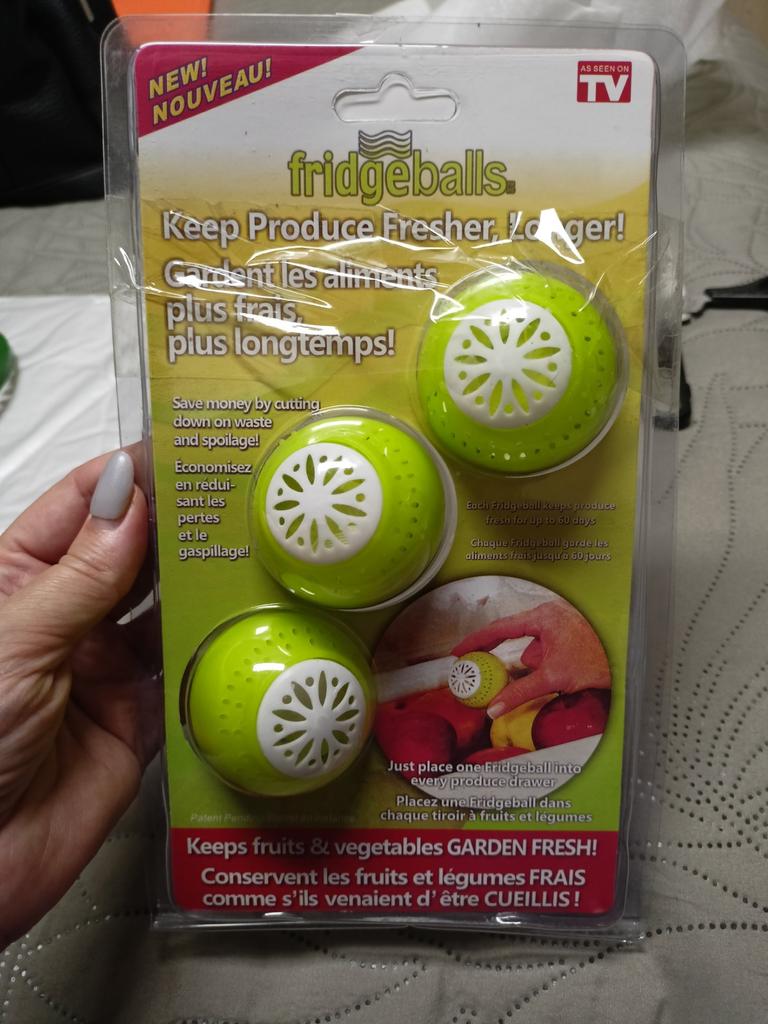 NEW!
NOUVEAU!
AS SEEN ON
TV
fridgeballs
Keep Produce Fresher, Longer!
Gardent les aliments
plus frais,
plus longtemps!
Save money by cutting
down on waste
and spoilage!
Économisez
en rédui-
sant les
pertes
et le
gaspillage!
Each Fridgeball keeps produce
fresh for up to 60 days
Chaque Fridgeball garde les
aliments frais jusqu'à 60 jours
Just place one Fridgeball into
every produce drawer
Placez une Fridgeball dans
chaque tiroir à fruits et légumes
Patent Pending
Keeps fruits & vegetables GARDEN FRESH!
Conservent les fruits et légumes FRAIS
comme s'ils venaient d'être CUEILLIS!